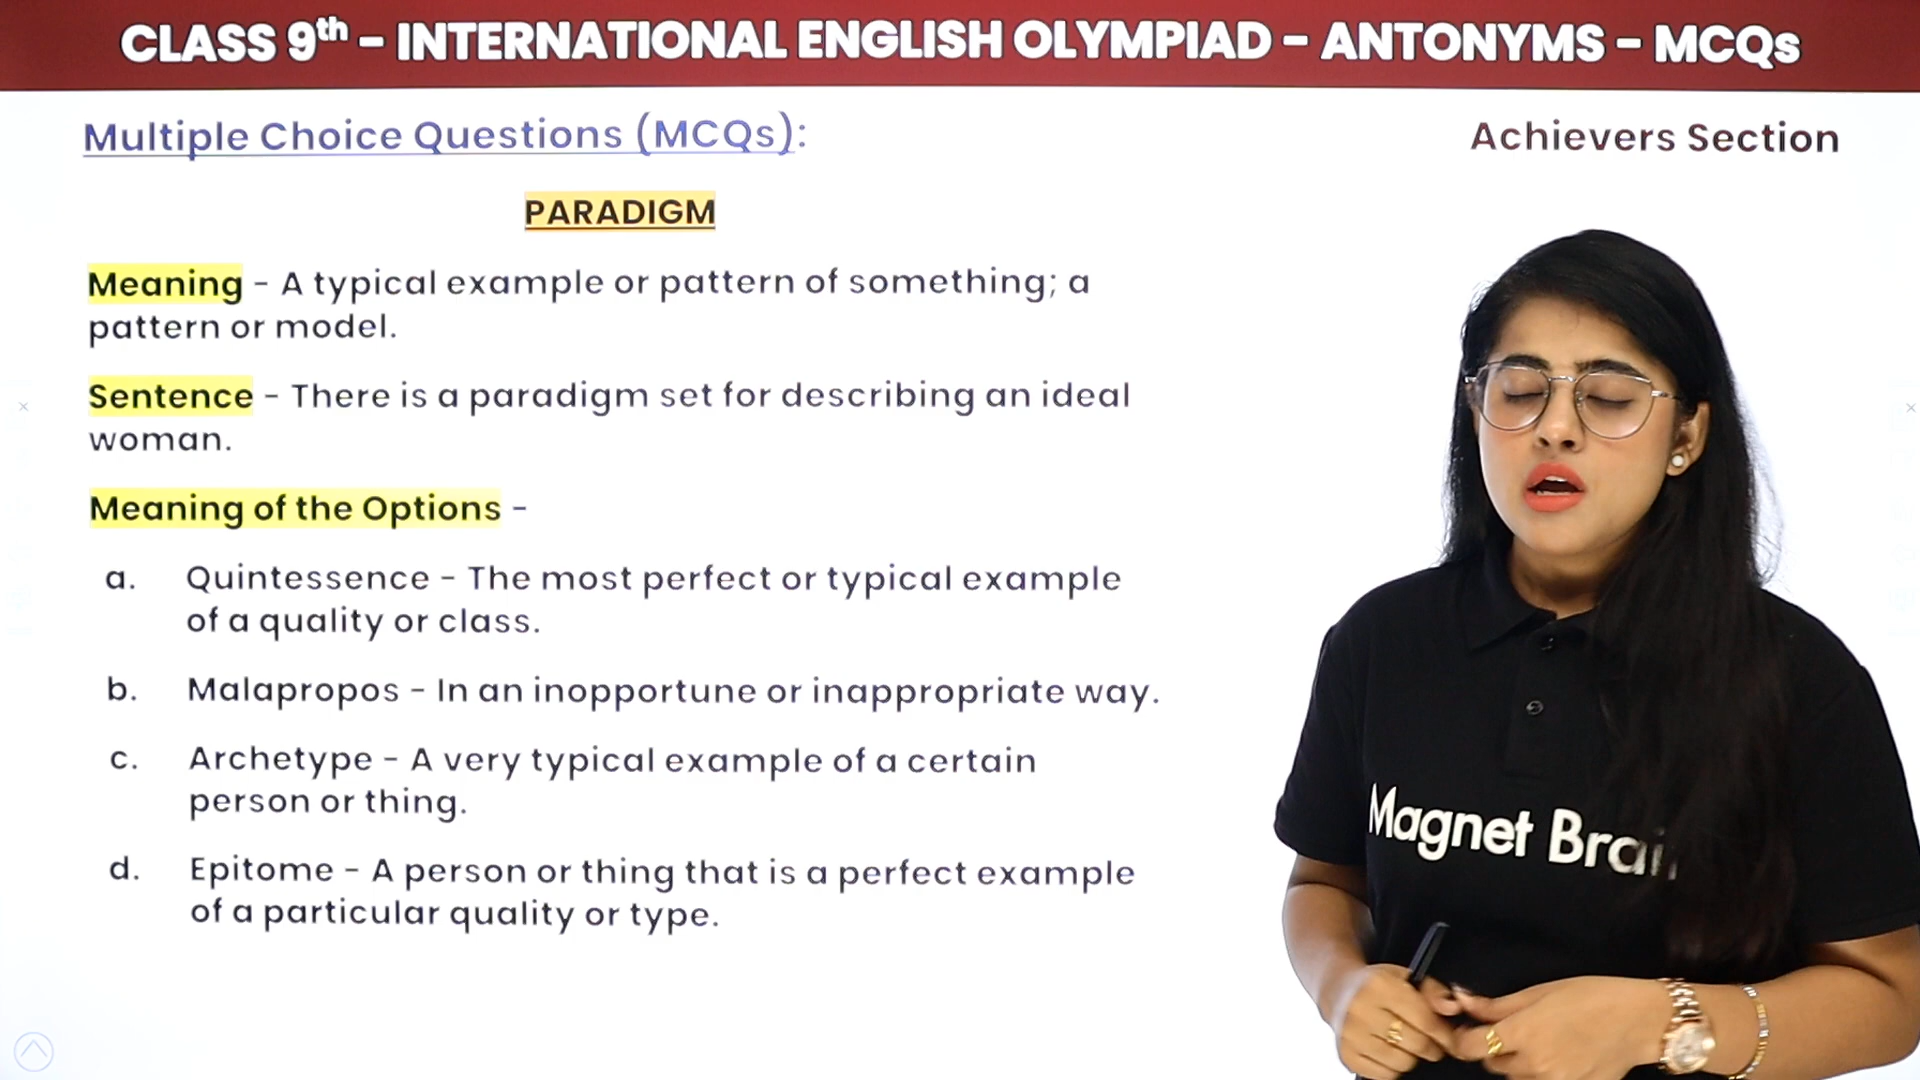 CLASS 9th - INTERNATIONAL ENGLISH OLYMPIAD - ANTONYMS - MCQs
Multiple Choice Questions (MCQs):
Achievers Section
PARADIGM
Meaning - A typical example or pattern of something; a
pattern or model.
Sentence - There is a paradigm set for describing an ideal
woman.
Meaning of the Options -
a. Quintessence - The most perfect or typical example
of a quality or class.
b. Malapropos - In an inopportune or inappropriate way.
c. Archetype - A very typical example of a certain
person or thing.
d. Epitome - A person or thing that is a perfect example
of a particular quality or type.
Magnet Brai